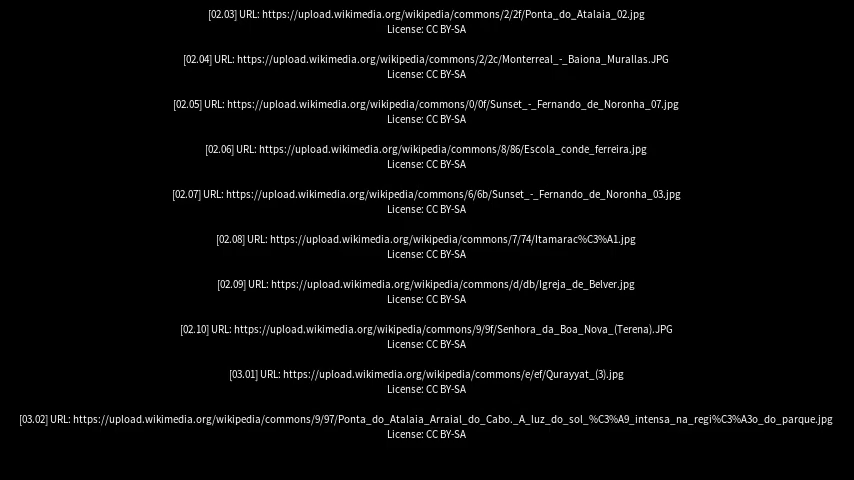 [02.03] URL: https://upload.wikimedia.org/wikipedia/commons/2/2f/Ponta_do_Atalaia_02.jpg
License: CC BY-SA
[02.04] URL: https://upload.wikimedia.org/wikipedia/commons/2/2c/Monterreal_-_Baiona_Murallas.JPG
License: CC BY-SA
[02.05] URL: https://upload.wikimedia.org/wikipedia/commons/0/0f/Sunset_-_Fernando_de_Noronha_07.jpg
License: CC BY-SA
[02.06] URL: https://upload.wikimedia.org/wikipedia/commons/8/86/Escola_conde_ferreira.jpg
License: CC BY-SA
[02.07] URL: https://upload.wikimedia.org/wikipedia/commons/6/6b/Sunset_-_Fernando_de_Noronha_03.jpg
License: CC BY-SA
[02.08] URL: https://upload.wikimedia.org/wikipedia/commons/7/74/Itamarac%C3%A1.jpg
License: CC BY-SA
[02.09] URL: https://upload.wikimedia.org/wikipedia/commons/d/db/Igreja_de_Belver.jpg
License: CC BY-SA
[02.10] URL: https://upload.wikimedia.org/wikipedia/commons/9/9f/Senhora_da_Boa_Nova_(Terena).JPG
License: CC BY-SA
[03.01] URL: https://upload.wikimedia.org/wikipedia/commons/e/ef/Qurayyat_(3).jpg
License: CC BY-SA
[03.02] URL: https://upload.wikimedia.org/wikipedia/commons/9/97/Ponta_do_Atalaia_Arraial_do_Cabo._A_luz_do_sol_%C3%A9_intensa_na_regi%C3%A3o_do_parque.jpg
License: CC BY-SA